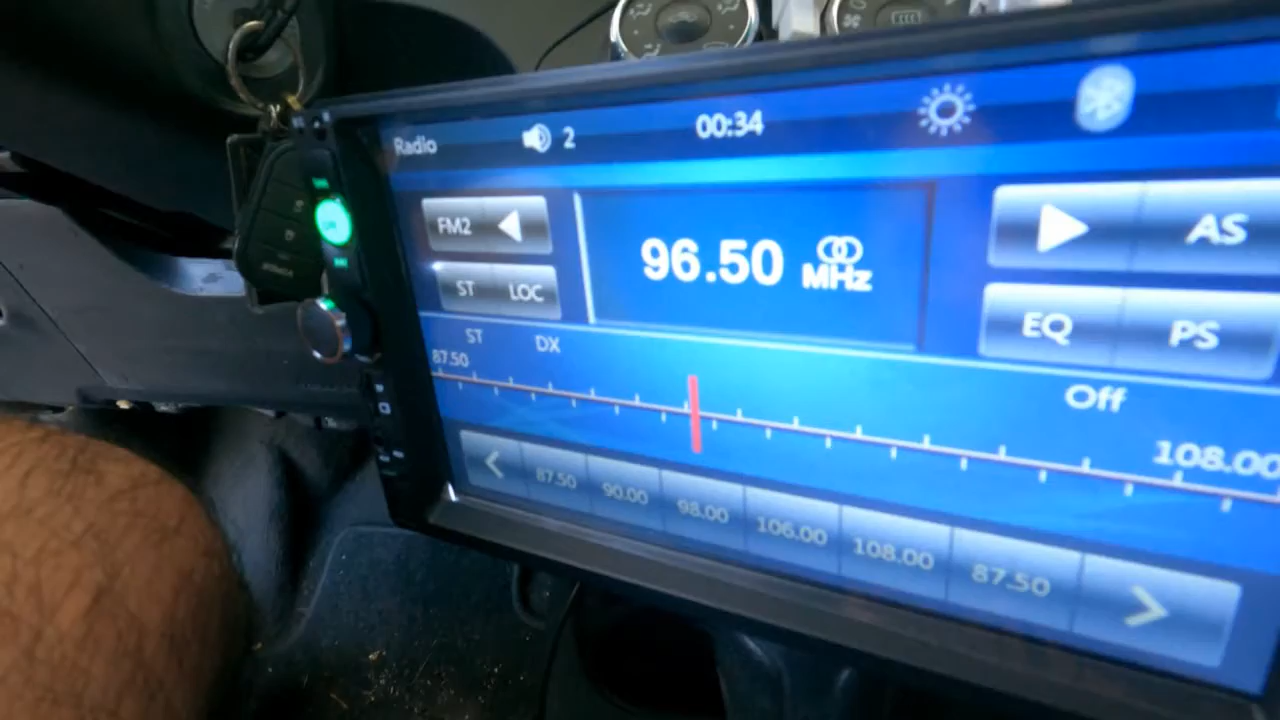 Radio 2 00:34
FM2 96.50 MHz AS
ST LOC EQ PS
ST DX Off
87.50 108.00
87.50 90.00 98.00 106.00 108.00 87.50